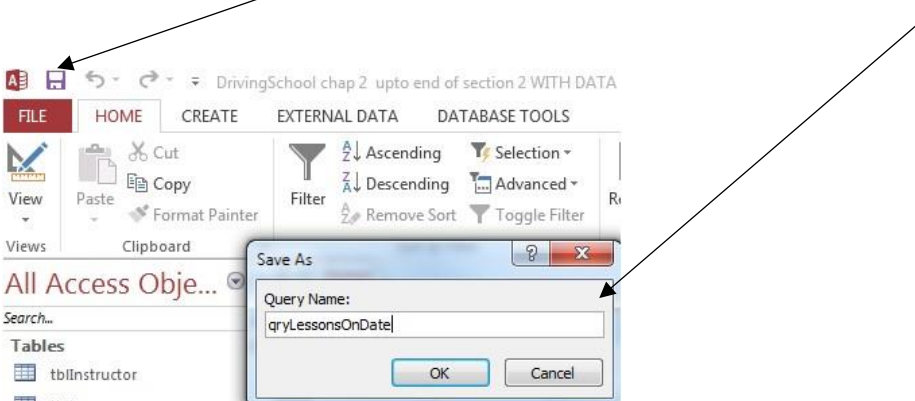 DrivingSchool chap 2 upto end of section 2 WITH DATA
FILE HOME CREATE EXTERNAL DATA DATABASE TOOLS
View
Paste
Cut
Copy
Format Painter
Filter
Ascending
Descending
Remove Sort
Selection
Advanced
Toggle Filter
Views
Clipboard
All Access Obje...
Search...
Tables
tblInstructor
Save As
Query Name:
qryLessonsOnDate
OK Cancel